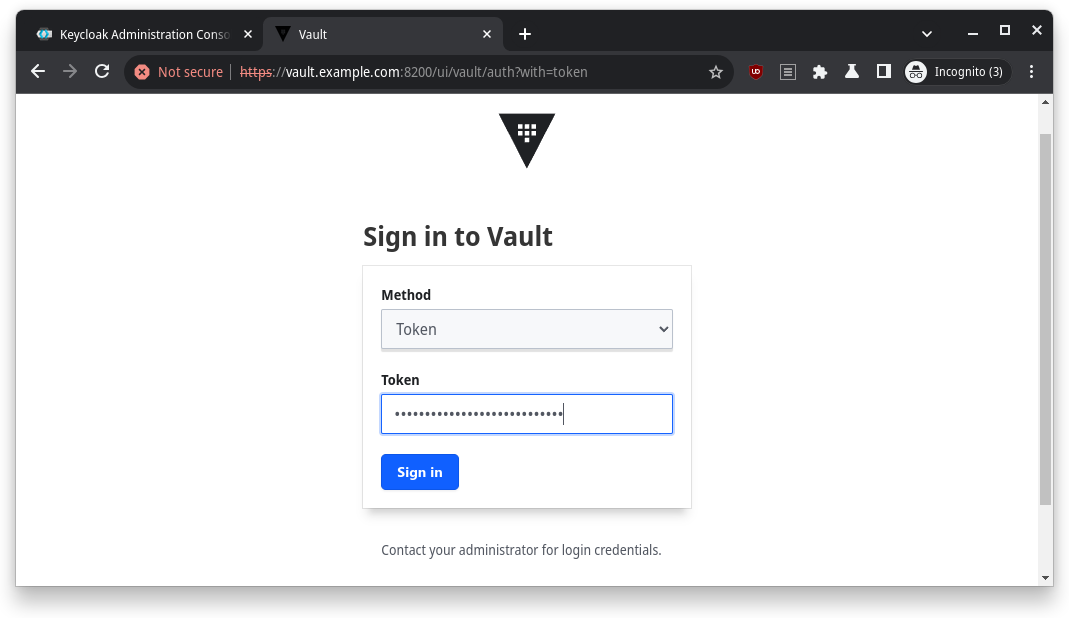 Keycloak Administration Conso
Vault
Not secure
https://vault.example.com:8200/ui/vault/auth?with=token
Incognito (3)
Sign in to Vault
Method
Token
Token
••••••••••••••••••••••••••••
Sign in
Contact your administrator for login credentials.